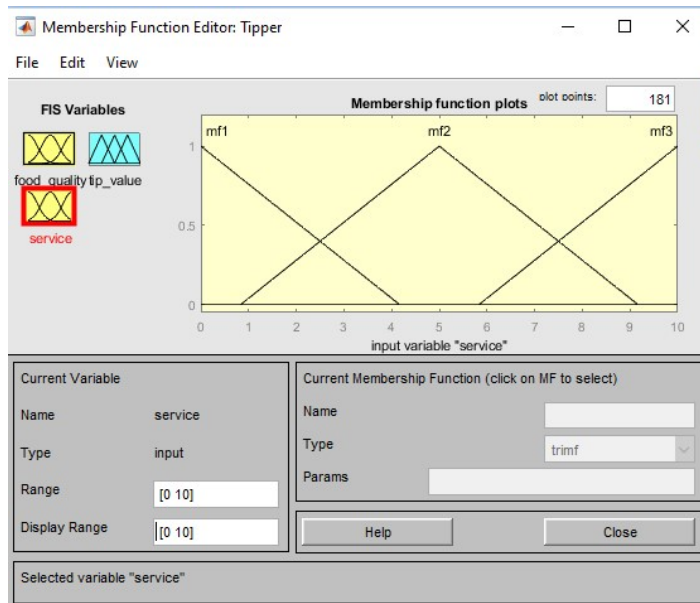 Membership Function Editor: Tipper
File Edit View
FIS Variables
food_quality tip_value
service
Membership function plots
plot points: 181
mf1 mf2 mf3
1
0.5
0
0 1 2 3 4 5 6 7 8 9 10
input variable "service"
Current Variable
Name service
Type input
Range [0 10]
Display Range [0 10]
Current Membership Function (click on MF to select)
Name
Type trimf
Params
Help Close
Selected variable "service"